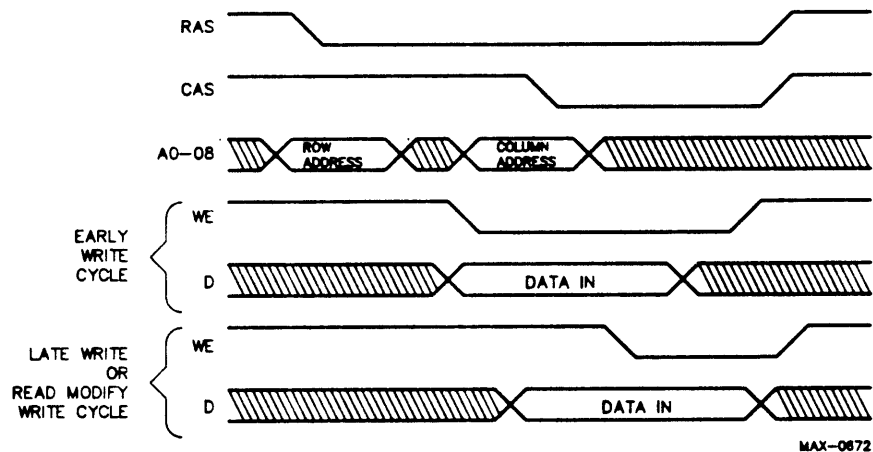 RAS
CAS
A0-08
ROW
ADDRESS
COLUMN
ADDRESS
EARLY
WRITE
CYCLE
WE
D
DATA IN
LATE WRITE
OR
READ MODIFY
WRITE CYCLE
WE
D
DATA IN
MAX-0672